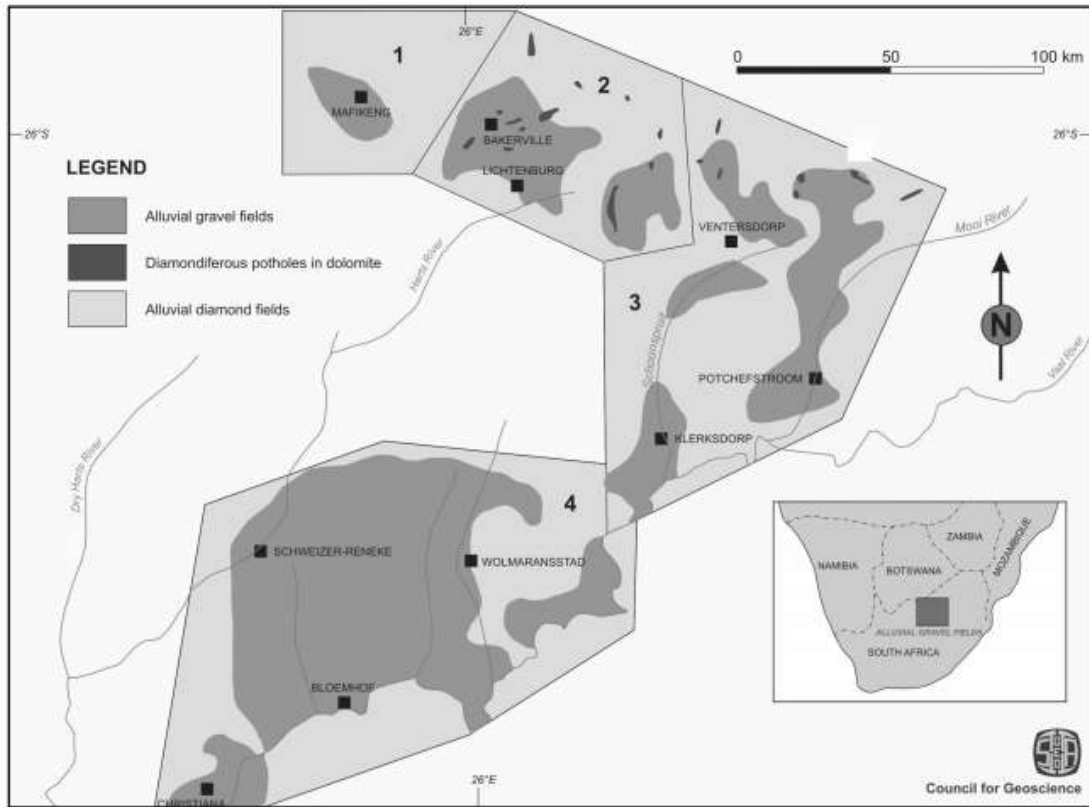 26°E
1
2
0 50 100 km
MAFIKENG
26°S
26°S
BAKERVILLE
LEGEND
LICHTENBURG
Alluvial gravel fields
VENTERSDORP
Mooi River
Diamondiferous potholes in dolomite
Harts River
Alluvial diamond fields
3
N
Schoonspruit
Vaal River
POTCHEFSTROOM
KLERKSDORP
Dry Harts River
4
SCHWEIZER-RENEKE
WOLMARANSSTAD
ZAMBIA
MOZAMBIQUE
NAMIBIA
BOTSWANA
ALLUVIAL GRAVEL FIELDS
SOUTH AFRICA
BLOEMHOF
26°E
CHRISTIANA
Council for Geoscience